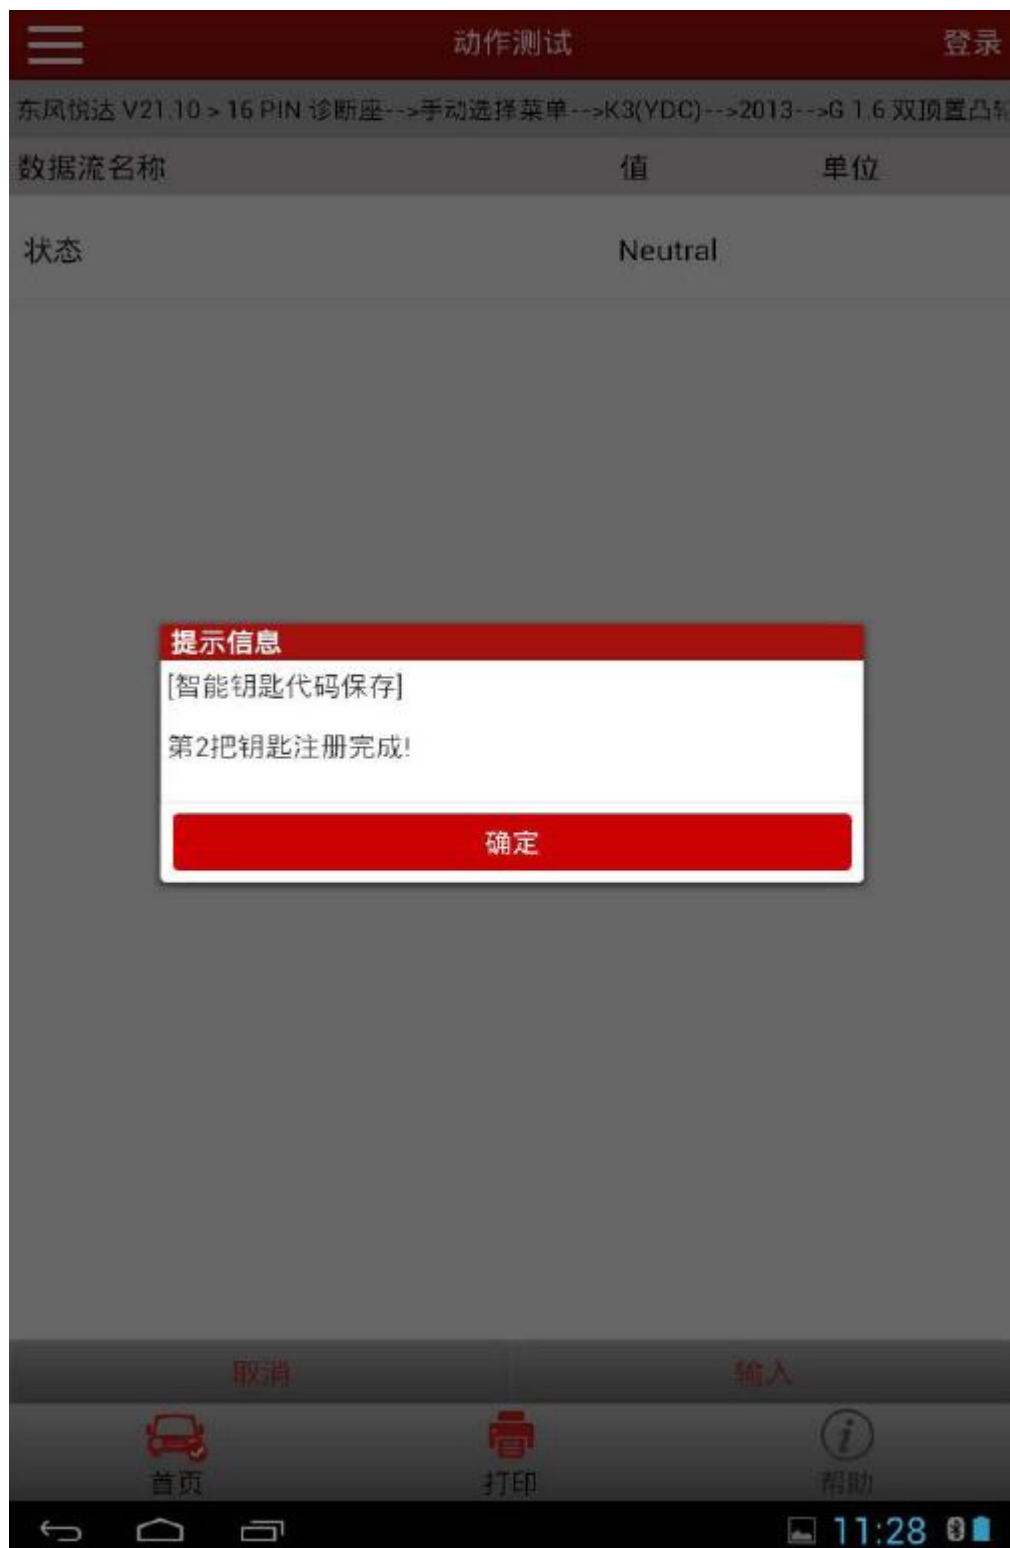 动作测试
登录
东风悦达 V21.10 > 16 PIN 诊断座-->手动选择菜单-->K3(YDC)-->2013-->G 1.6 双顶置凸轮
数据流名称 值 单位
状态 Neutral
提示信息
[智能钥匙代码保存]
第2把钥匙注册完成!
确定
取消 输入
首页 打印 帮助
11:28